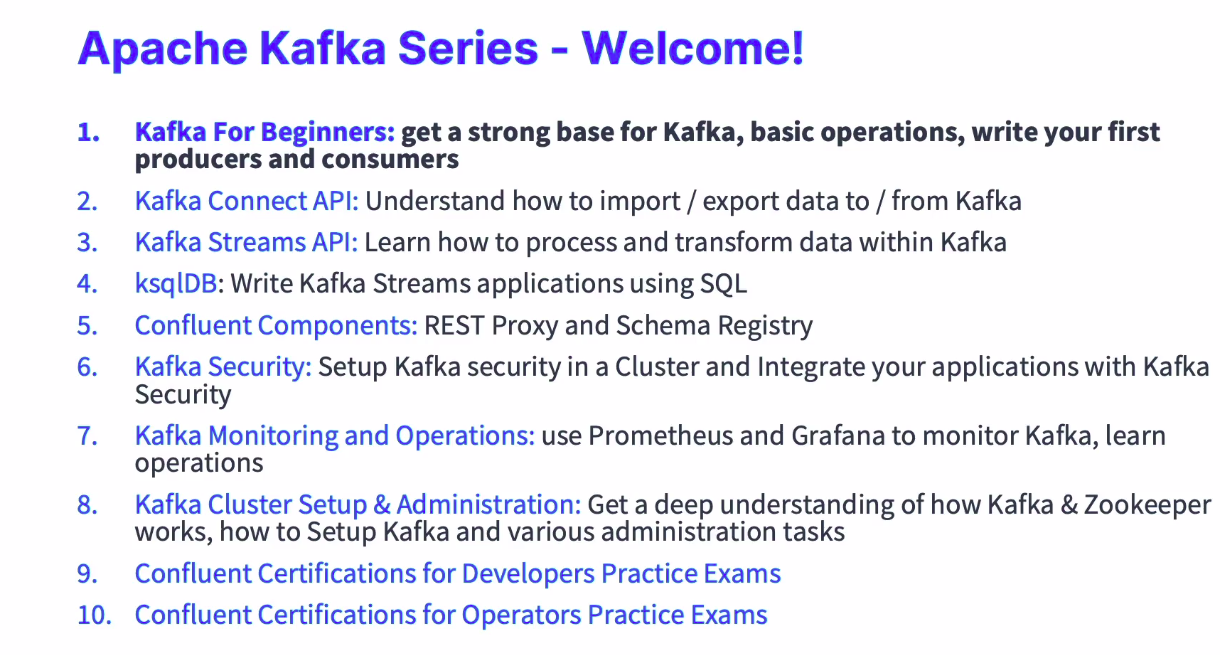 Apache Kafka Series - Welcome!
1. Kafka For Beginners: get a strong base for Kafka, basic operations, write your first
producers and consumers
2. Kafka Connect API: Understand how to import / export data to / from Kafka
3. Kafka Streams API: Learn how to process and transform data within Kafka
4. ksqlDB: Write Kafka Streams applications using SQL
5. Confluent Components: REST Proxy and Schema Registry
6. Kafka Security: Setup Kafka security in a Cluster and Integrate your applications with Kafka
Security
7. Kafka Monitoring and Operations: use Prometheus and Grafana to monitor Kafka, learn
operations
8. Kafka Cluster Setup & Administration: Get a deep understanding of how Kafka & Zookeeper
works, how to Setup Kafka and various administration tasks
9. Confluent Certifications for Developers Practice Exams
10. Confluent Certifications for Operators Practice Exams